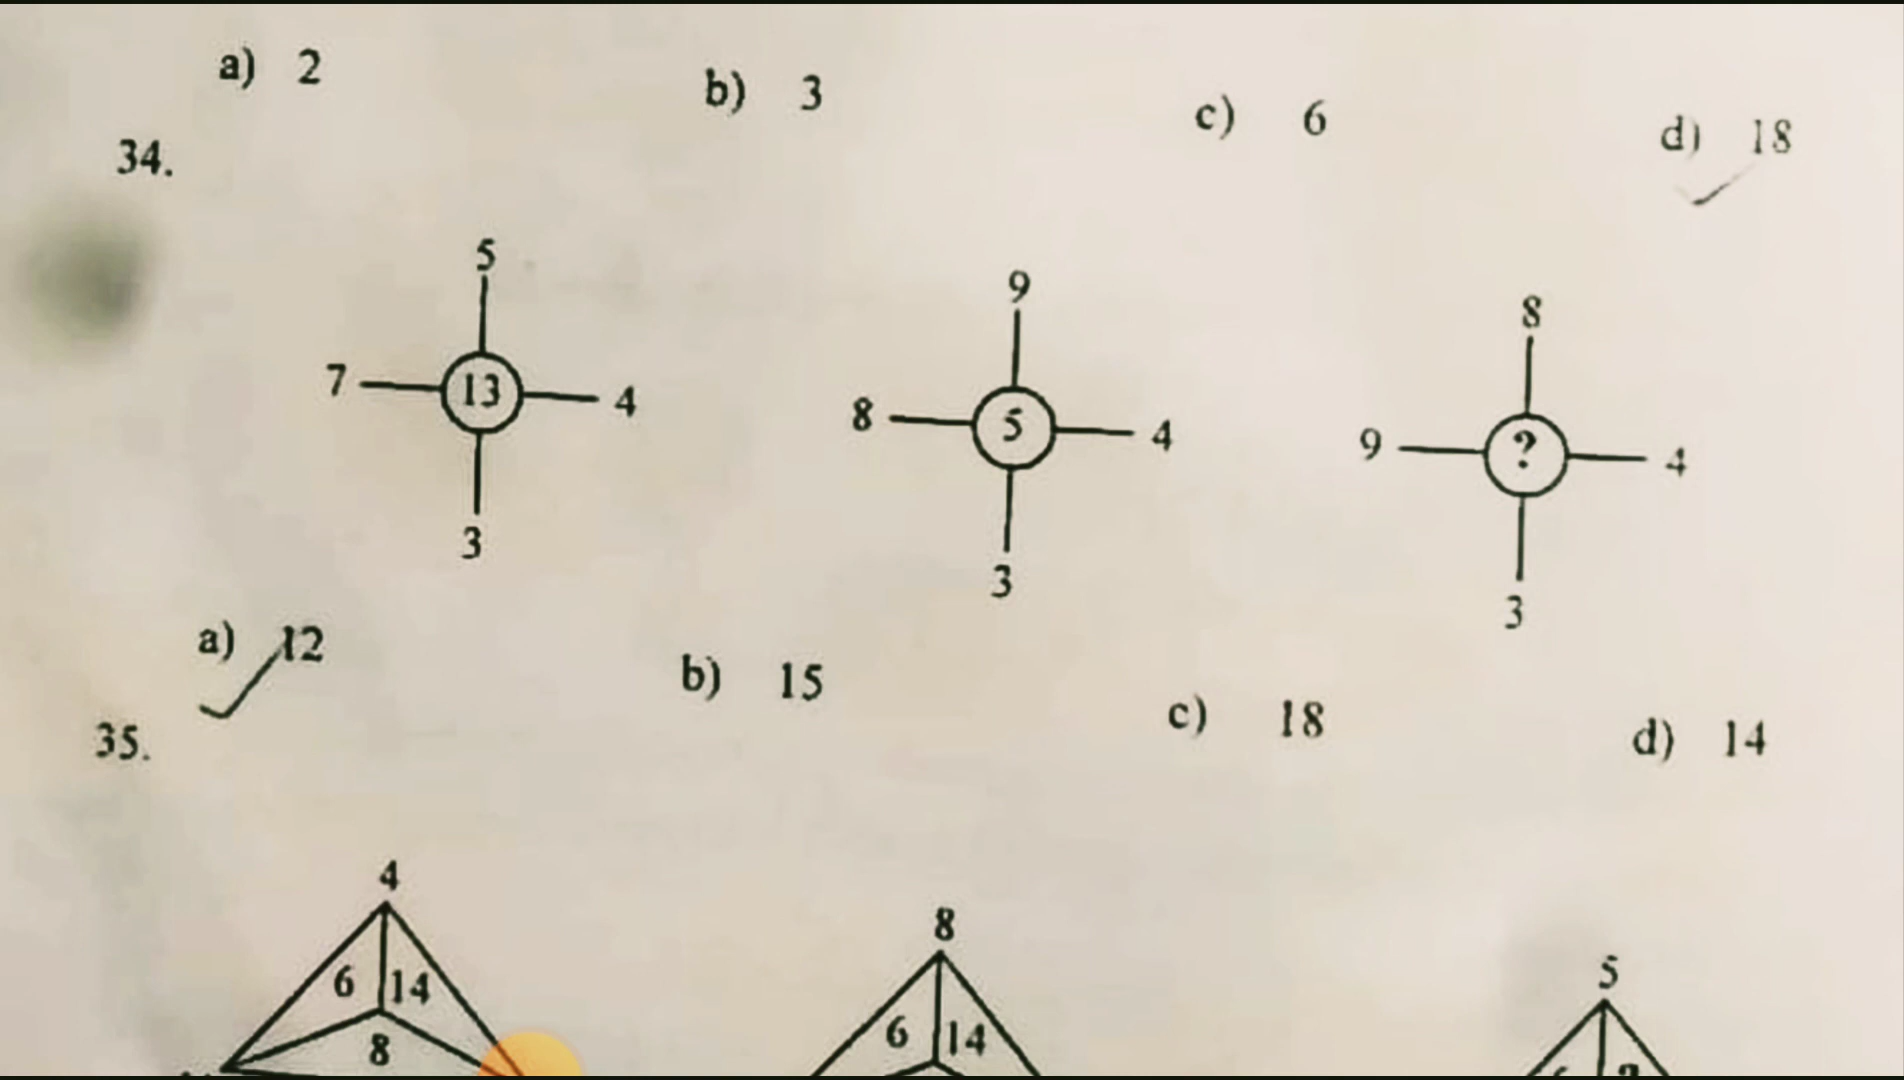 a) 2 b) 3 c) 6 d) 18
34.
5 9 8
7 13 4 8 5 4 9 ? 4
3 3 3
a) 12 b) 15 c) 18 d) 14
35.
4 8 5
6 14 6 14
8